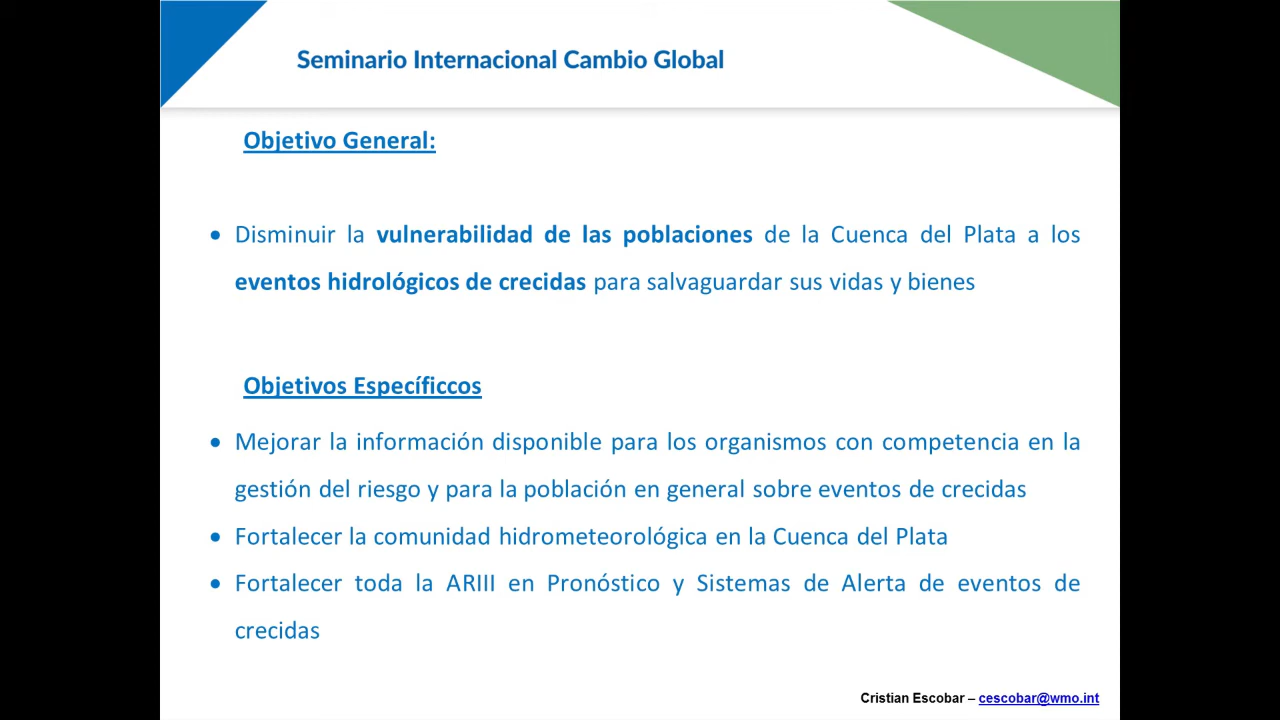 Seminario Internacional Cambio Global
Objetivo General:
• Disminuir la vulnerabilidad de las poblaciones de la Cuenca del Plata a los
eventos hidrológicos de crecidas para salvaguardar sus vidas y bienes
Objetivos Específiccos
• Mejorar la información disponible para los organismos con competencia en la
gestión del riesgo y para la población en general sobre eventos de crecidas
• Fortalecer la comunidad hidrometeorológica en la Cuenca del Plata
• Fortalecer toda la ARIII en Pronóstico y Sistemas de Alerta de eventos de
crecidas
Cristian Escobar – cescobar@wmo.int